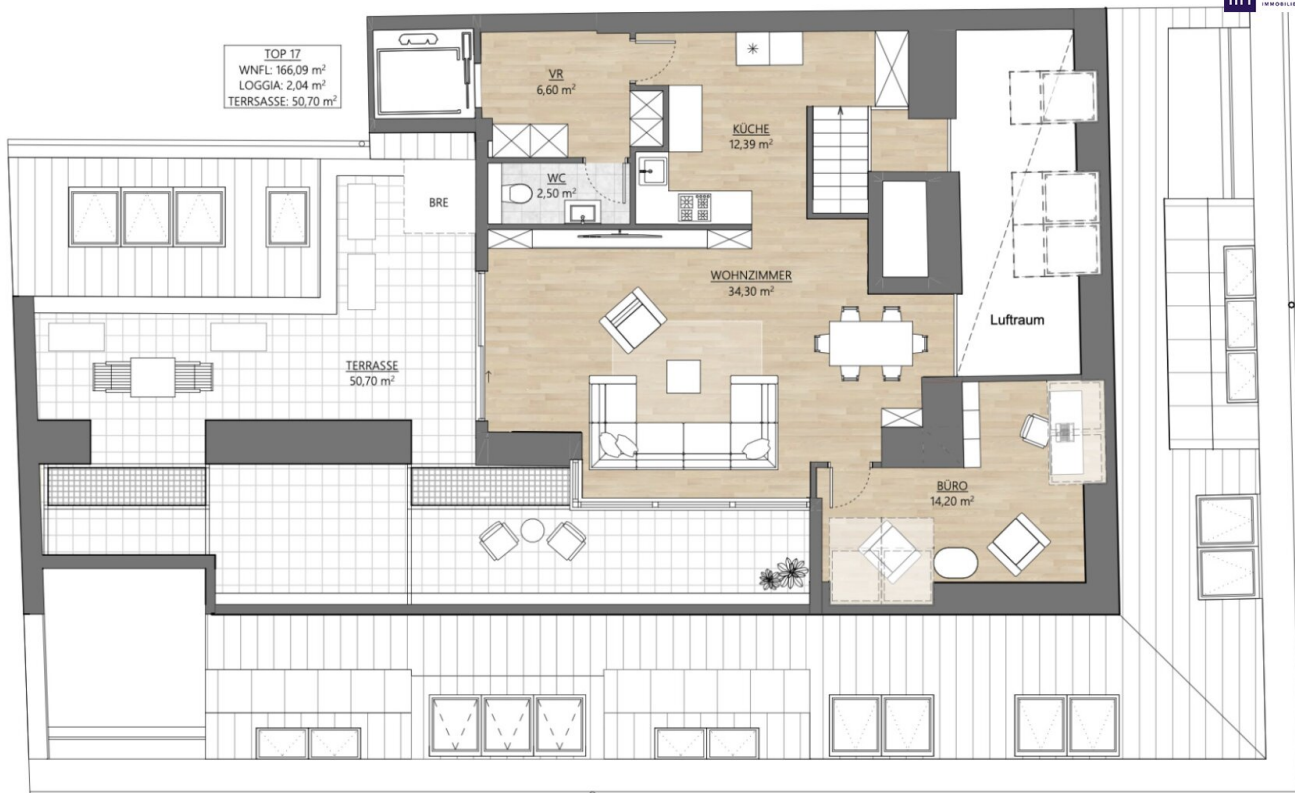 IMMOBILIE
TOP 17
WNFL: 166,09 m²
LOGGIA: 2,04 m²
TERRSASSE: 50,70 m²
VR
6,60 m²
KÜCHE
12,39 m²
WC
2,50 m²
BRE
WOHNZIMMER
34,30 m²
Luftraum
TERRASSE
50,70 m²
BÜRO
14,20 m²